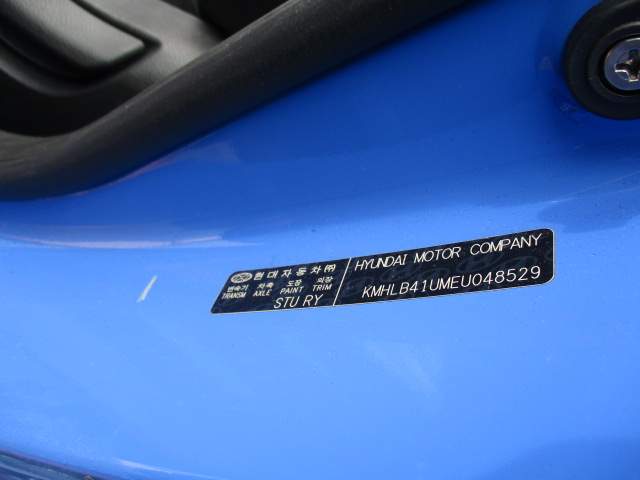 현대자동차㈜
변속기 차축 도장 의장
TRANSM AXLE PAINT TRIM
STU RY
HYUNDAI MOTOR COMPANY
KMHLB41UMEU048529